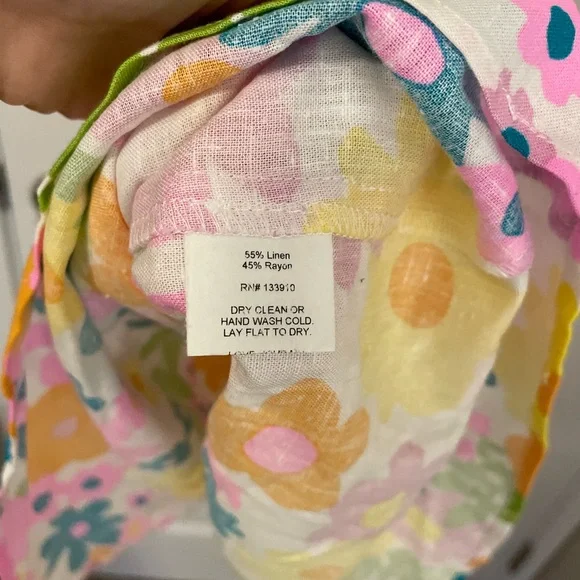 55% Linen
45% Rayon
RN# 133910
DRY CLEAN OR
HAND WASH COLD.
LAY FLAT TO DRY.